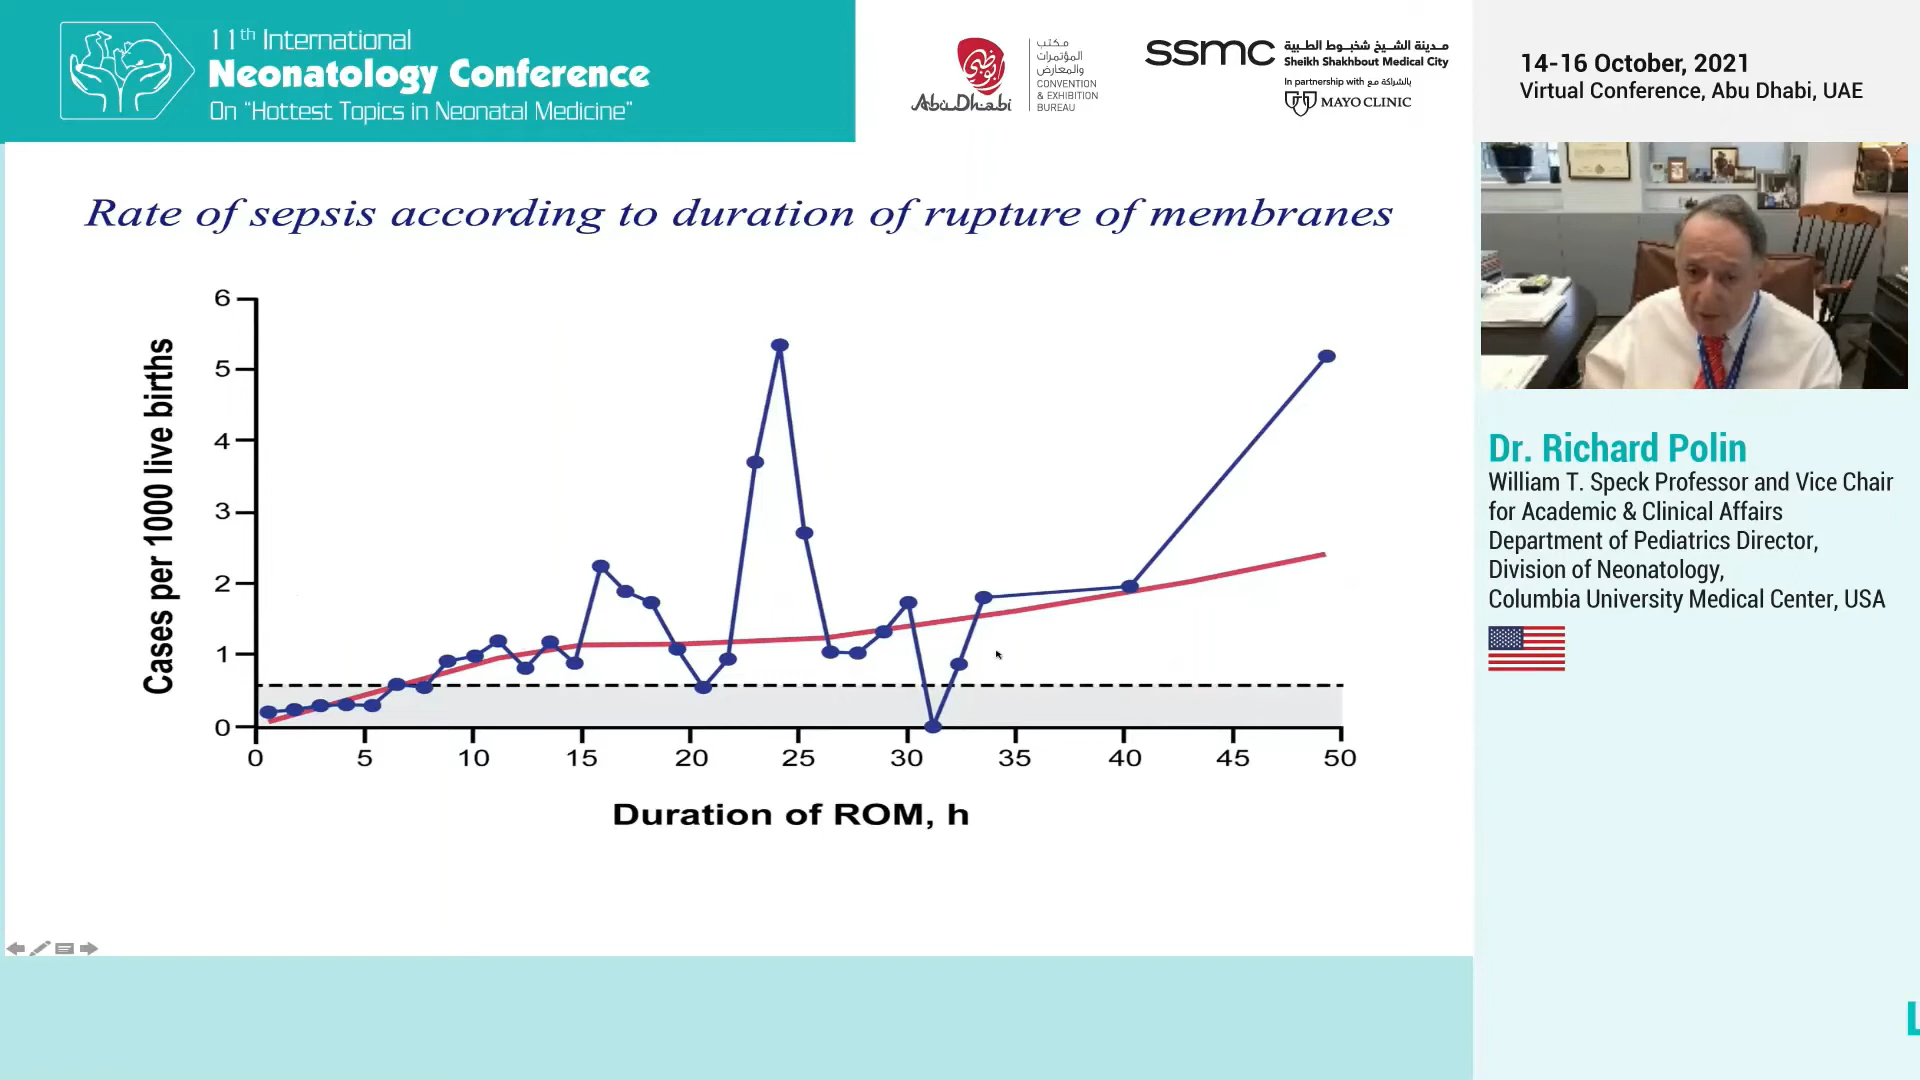 11th International
Neonatology Conference
On "Hottest Topics in Neonatal Medicine"
Abu Dhabi
مكتب
المؤتمرات
والمعارض
CONVENTION
& EXHIBITION
BUREAU
ssmc
مدينة الشيخ شخبوط الطبية
Sheikh Shakhbout Medical City
In partnership with بالشراكة مع
MAYO CLINIC
14-16 October, 2021
Virtual Conference, Abu Dhabi, UAE
Rate of sepsis according to duration of rupture of membranes
Cases per 1000 live births
6
5
4
3
2
1
0
0 5 10 15 20 25 30 35 40 45 50
Duration of ROM, h
Dr. Richard Polin
William T. Speck Professor and Vice Chair
for Academic & Clinical Affairs
Department of Pediatrics Director,
Division of Neonatology,
Columbia University Medical Center, USA
L